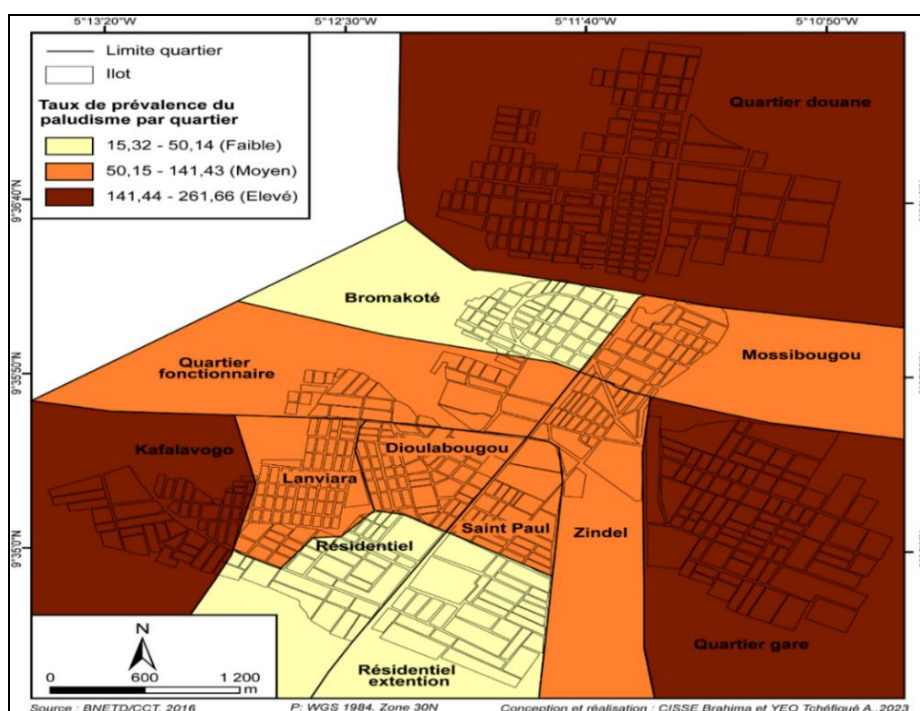 5°13'20"W 5°12'30"W 5°11'40"W 5°10'50"W
Limite quartier
Ilot
Taux de prévalence du
paludisme par quartier
15,32 - 50,14 (Faible)
50,15 - 141,43 (Moyen)
141,44 - 261,66 (Elevé)
Quartier douane
9°36'40"N
Bromakoté
Mossibougou
Quartier
fonctionnaire
9°35'50"N
Kafalavogo
Dioulabougou
Lanviara
Saint Paul
Zindel
Résidentiel
9°35'0"N
Quartier gare
Résidentiel
extention
N
0 600 1 200
m
Source : BNETD/CCT, 2016 P: WGS 1984, Zone 30N Conception et réalisation : CISSE Brahima et YEO Tchéfiqué A.,2023